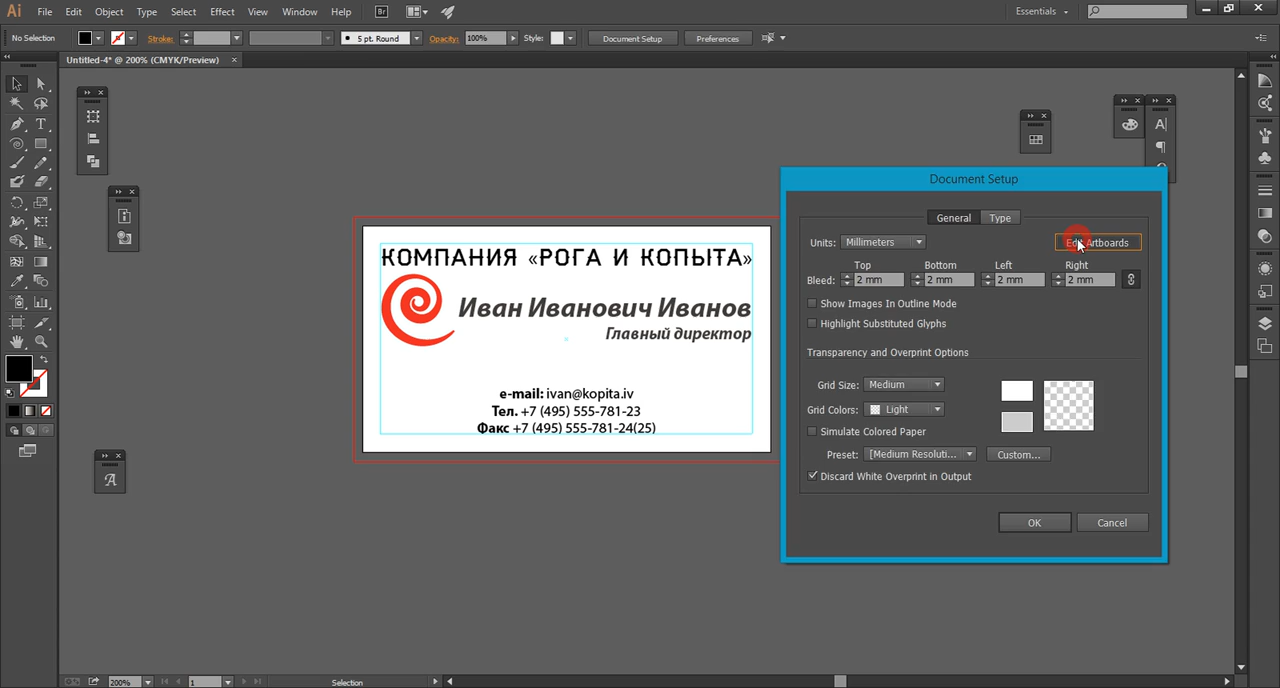 Ai File Edit Object Type Select Effect View Window Help Br Essentials
No Selection Stroke: 5 pt. Round Opacity: 100% Style: Document Setup Preferences
Untitled-4* @ 200% (CMYK/Preview)
КОМПАНИЯ «РОГА И КОПЫТА»
Иван Иванович Иванов
Главный директор
e-mail: ivan@kopita.iv
Тел. +7 (495) 555-781-23
Факс +7 (495) 555-781-24(25)
Document Setup
General Type
Units: Millimeters Edit Artboards
Top Bottom Left Right
Bleed: 2 mm 2 mm 2 mm 2 mm
Show Images In Outline Mode
Highlight Substituted Glyphs
Transparency and Overprint Options
Grid Size: Medium
Grid Colors: Light
Simulate Colored Paper
Preset: [Medium Resoluti... Custom...
Discard White Overprint in Output
OK Cancel
200% 1 Selection